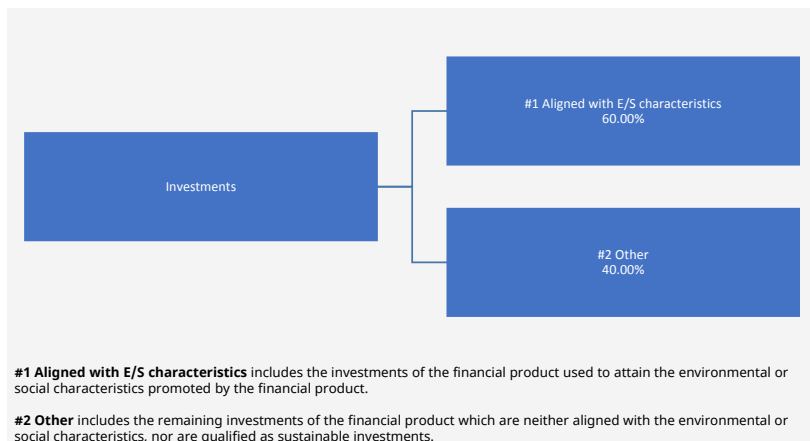 #1 Aligned with E/S characteristics
60.00%
Investments
#2 Other
40.00%
#1 Aligned with E/S characteristics includes the investments of the financial product used to attain the environmental or
social characteristics promoted by the financial product.
#2 Other includes the remaining investments of the financial product which are neither aligned with the environmental or
social characteristics, nor are qualified as sustainable investments.